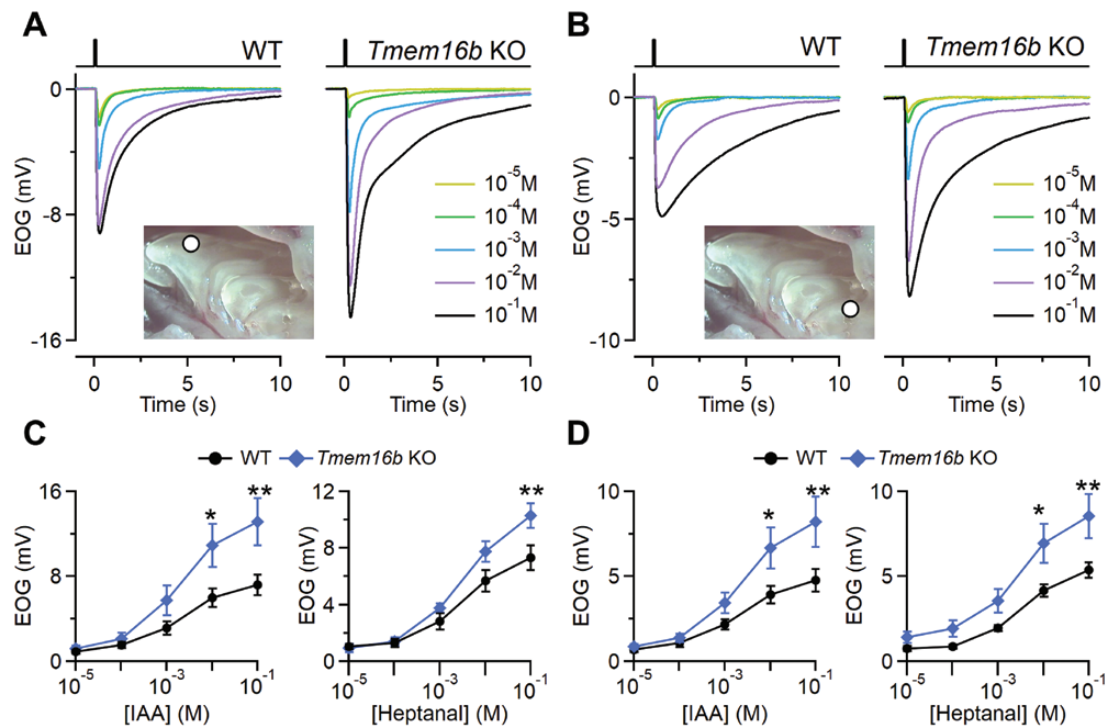 A
WT
Tmem16b KO
0
-8
-16
EOG (mV)
10⁻⁵M
10⁻⁴M
10⁻³M
10⁻²M
10⁻¹M
0 5 10
Time (s)
0 5 10
Time (s)
B
WT
Tmem16b KO
0
-5
-10
EOG (mV)
10⁻⁵M
10⁻⁴M
10⁻³M
10⁻²M
10⁻¹M
0 5 10
Time (s)
0 5 10
Time (s)
C
WT Tmem16b KO
16
8
0
EOG (mV)
*
**
10⁻⁵ 10⁻³ 10⁻¹
[IAA] (M)
12
8
4
0
EOG (mV)
**
10⁻⁵ 10⁻³ 10⁻¹
[Heptanal] (M)
D
WT Tmem16b KO
10
5
0
EOG (mV)
*
**
10⁻⁵ 10⁻³ 10⁻¹
[IAA] (M)
10
5
0
EOG (mV)
*
**
10⁻⁵ 10⁻³ 10⁻¹
[Heptanal] (M)